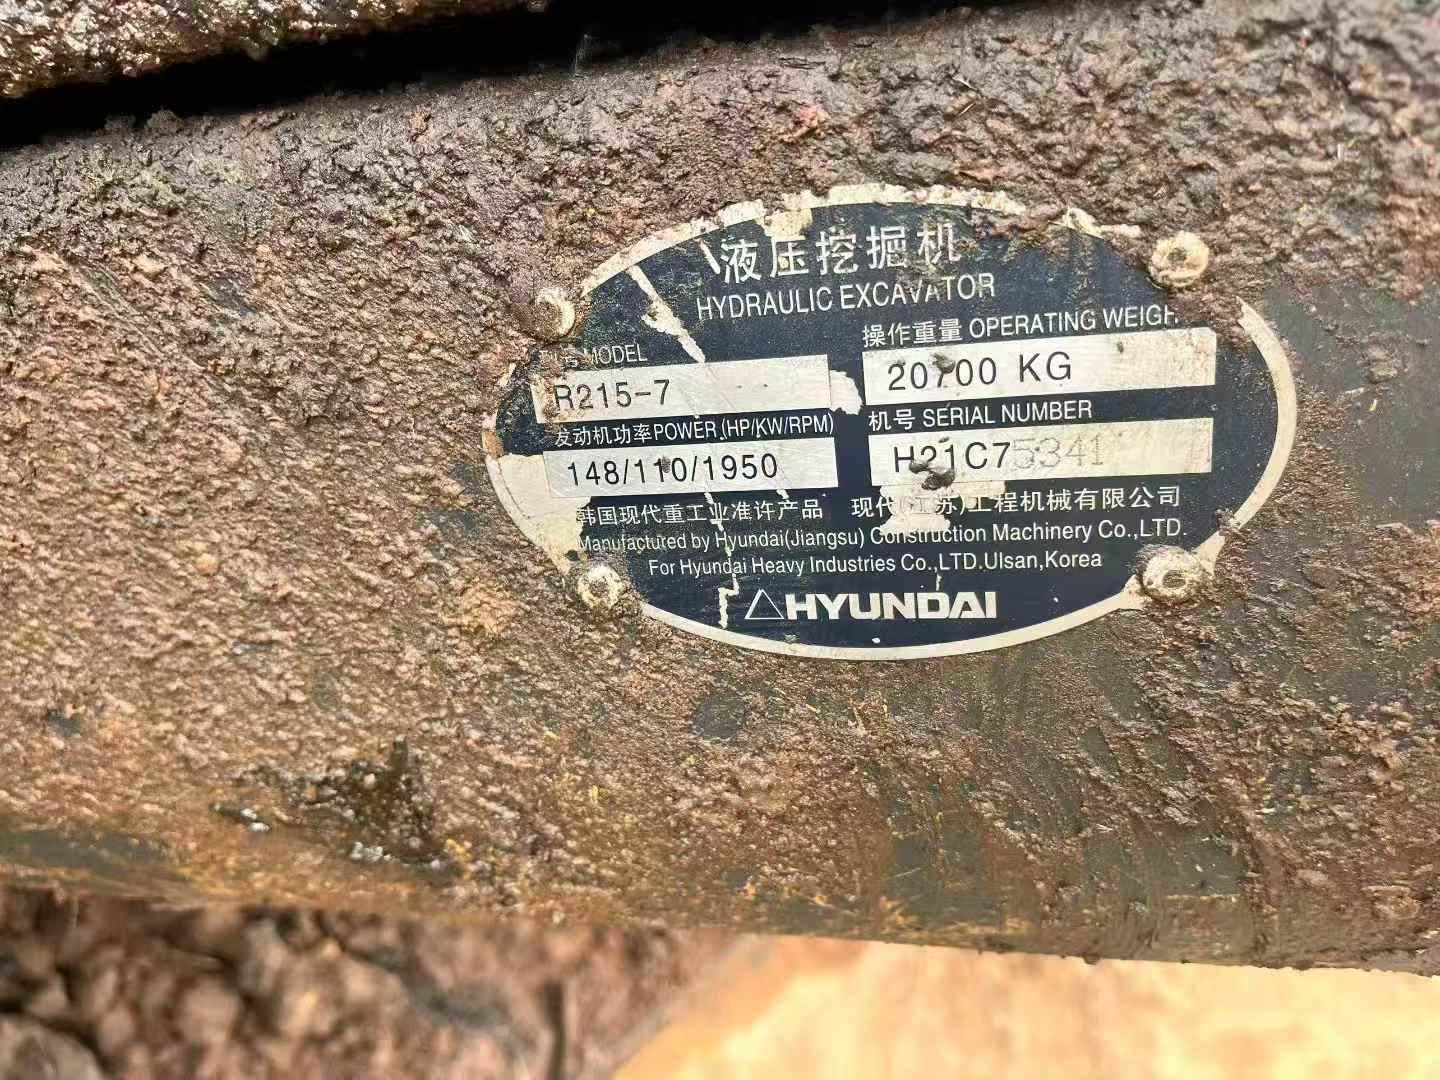 液压挖掘机
HYDRAULIC EXCAVATOR
型号 MODEL
R215-7
操作重量 OPERATING WEIGH
20700 KG
发动机功率POWER (HP/KW/RPM)
148/110/1950
机号 SERIAL NUMBER
H21C75341
韩国现代重工业准许产品 现代(江苏)工程机械有限公司
Manufactured by Hyundai(Jiangsu) Construction Machinery Co.,LTD.
For Hyundai Heavy Industries Co.,LTD.Ulsan,Korea
HYUNDAI